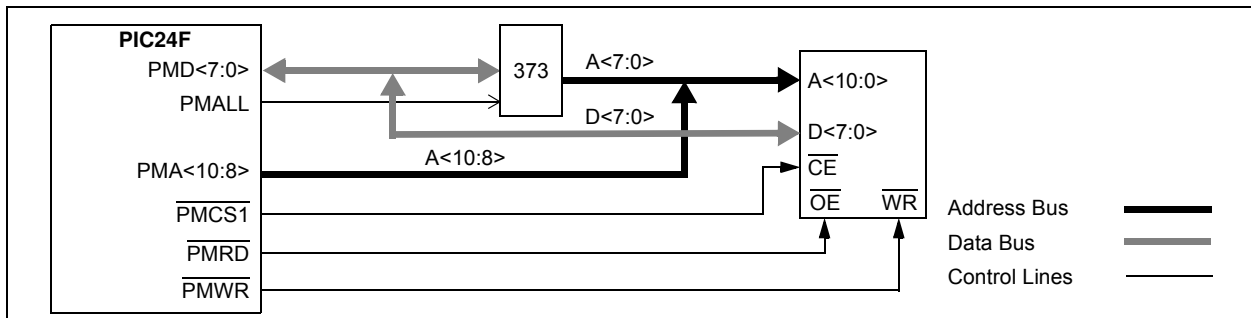 PIC24F
PMD<7:0>
373
A<7:0>
A<10:0>
PMALL
D<7:0>
D<7:0>
A<10:8>
PMA<10:8>
CE
PMCS1
OE
WR
Address Bus
PMRD
Data Bus
PMWR
Control Lines